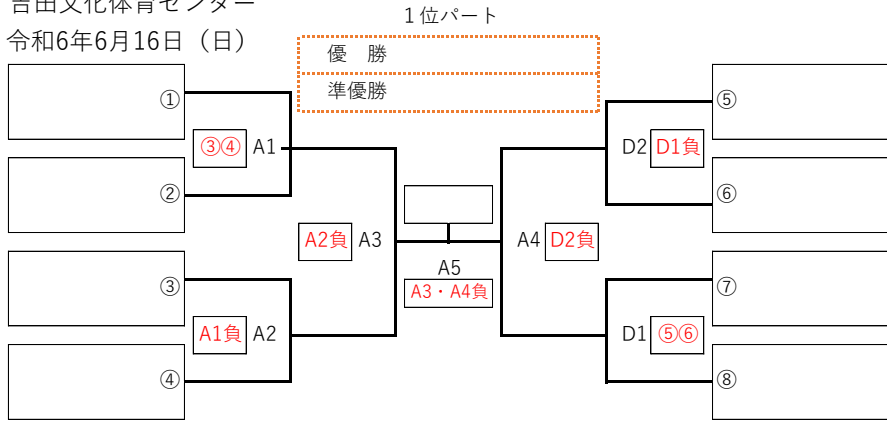 吉田文化体育センター
令和6年6月16日（日）
１位パート
優　勝
準優勝
①
③④ A1
②
A2負 A3
③
A1負 A2
④
A5
A3・A4負
⑤
D2 D1負
⑥
A4 D2負
⑦
D1 ⑤⑥
⑧